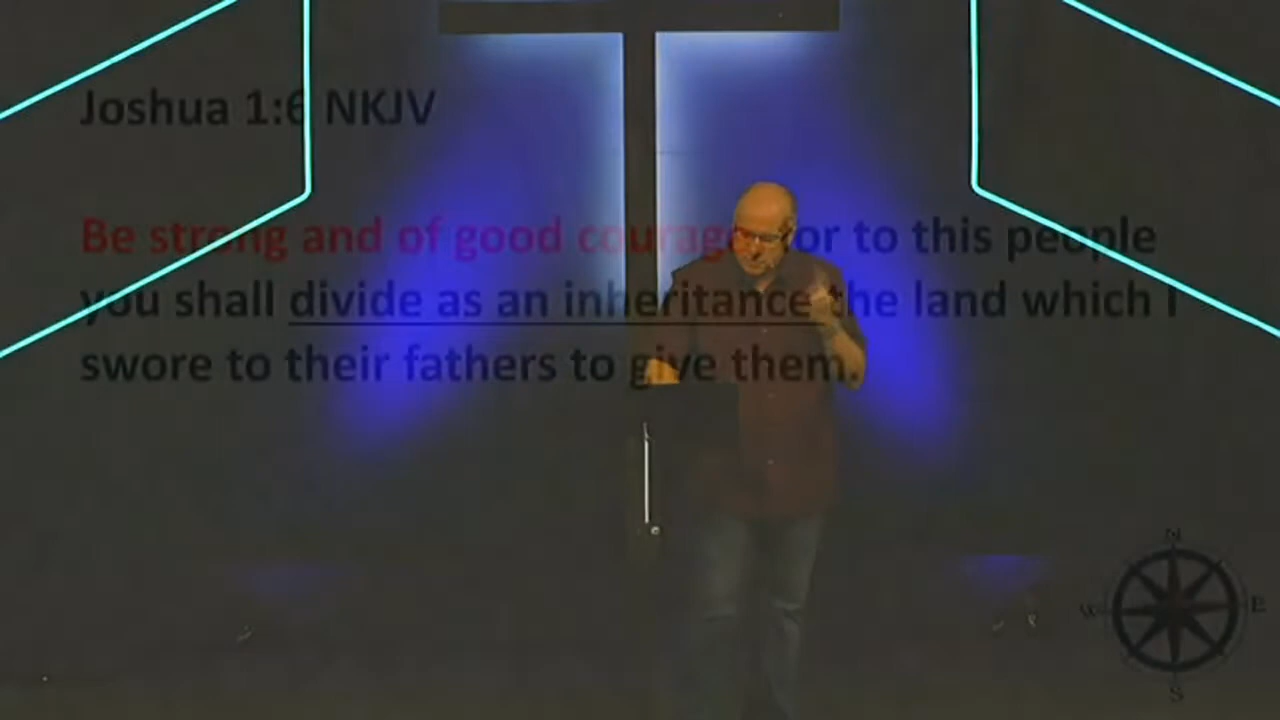 Joshua 1:6 NKJV
Be strong and of good courage, for to this people
you shall divide as an inheritance the land which I
swore to their fathers to give them.
N
W E
S